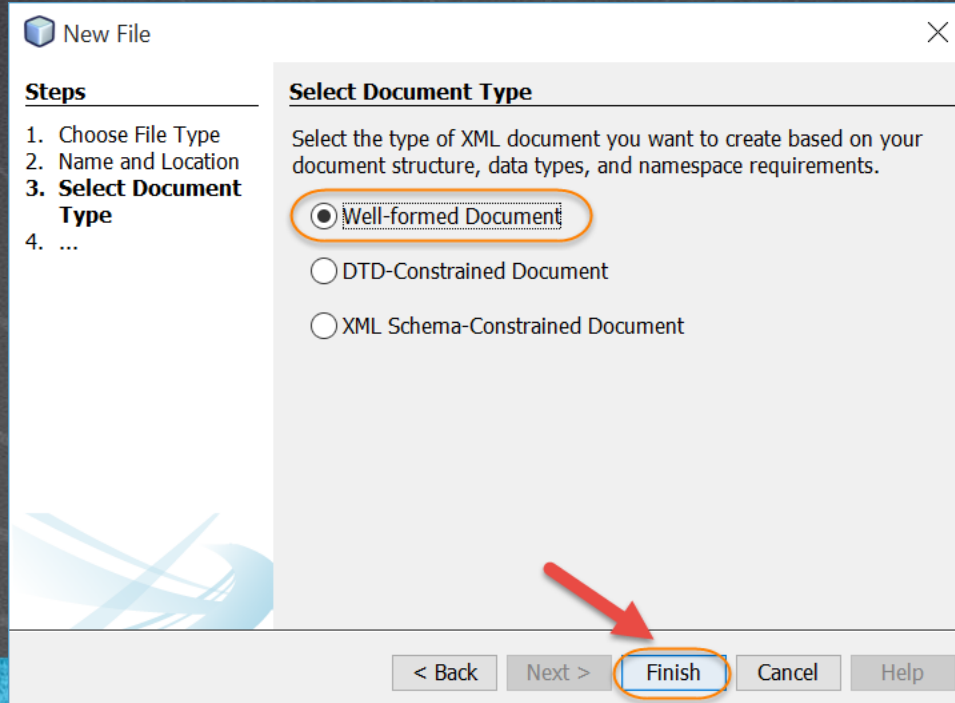 New File
Steps
1. Choose File Type
2. Name and Location
3. Select Document
Type
4. ...
Select Document Type
Select the type of XML document you want to create based on your
document structure, data types, and namespace requirements.
Well-formed Document
DTD-Constrained Document
XML Schema-Constrained Document
< Back Next > Finish Cancel Help